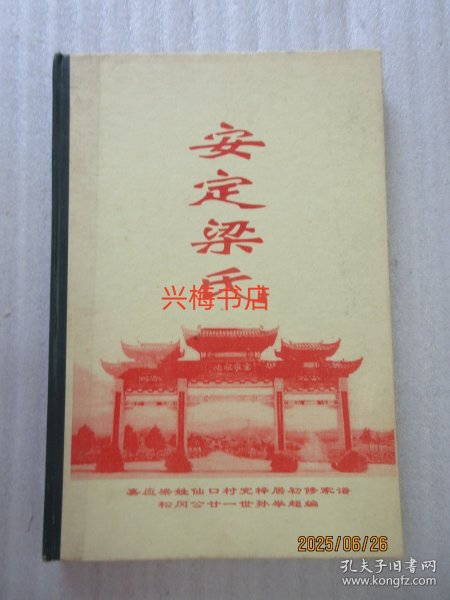 安
定
梁
氏
兴梅书店
嘉应梁姓仙口村光梓居初修家谱
松冈公廿一世孙举超编
2025/06/26
孔夫子旧书网
www.kongfz.com